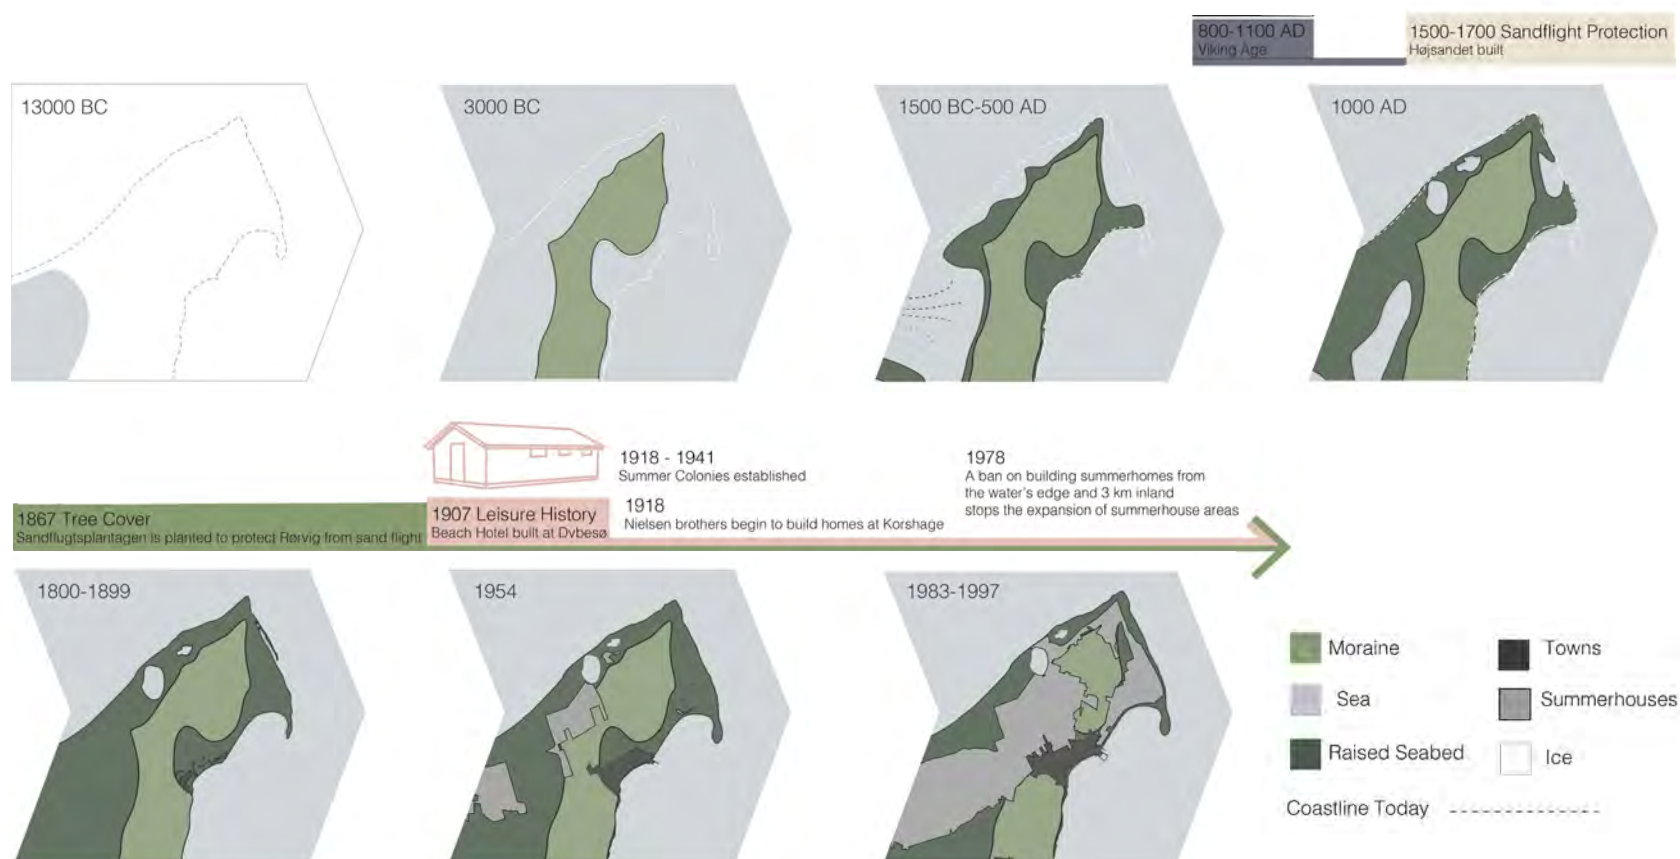 800-1100 AD
Viking Age
1500-1700 Sandflight Protection
Højsandet built
13000 BC
3000 BC
1500 BC-500 AD
1000 AD
1918 - 1941
Summer Colonies established
1978
A ban on building summerhomes from
the water's edge and 3 km inland
stops the expansion of summerhouse areas
1867 Tree Cover
Sandflugtsplantagen is planted to protect Rørvig from sand flight
1907 Leisure History
Beach Hotel built at Dybesø
1918
Nielsen brothers begin to build homes at Korshage
1800-1899
1954
1983-1997
Moraine
Towns
Sea
Summerhouses
Raised Seabed
Ice
Coastline Today